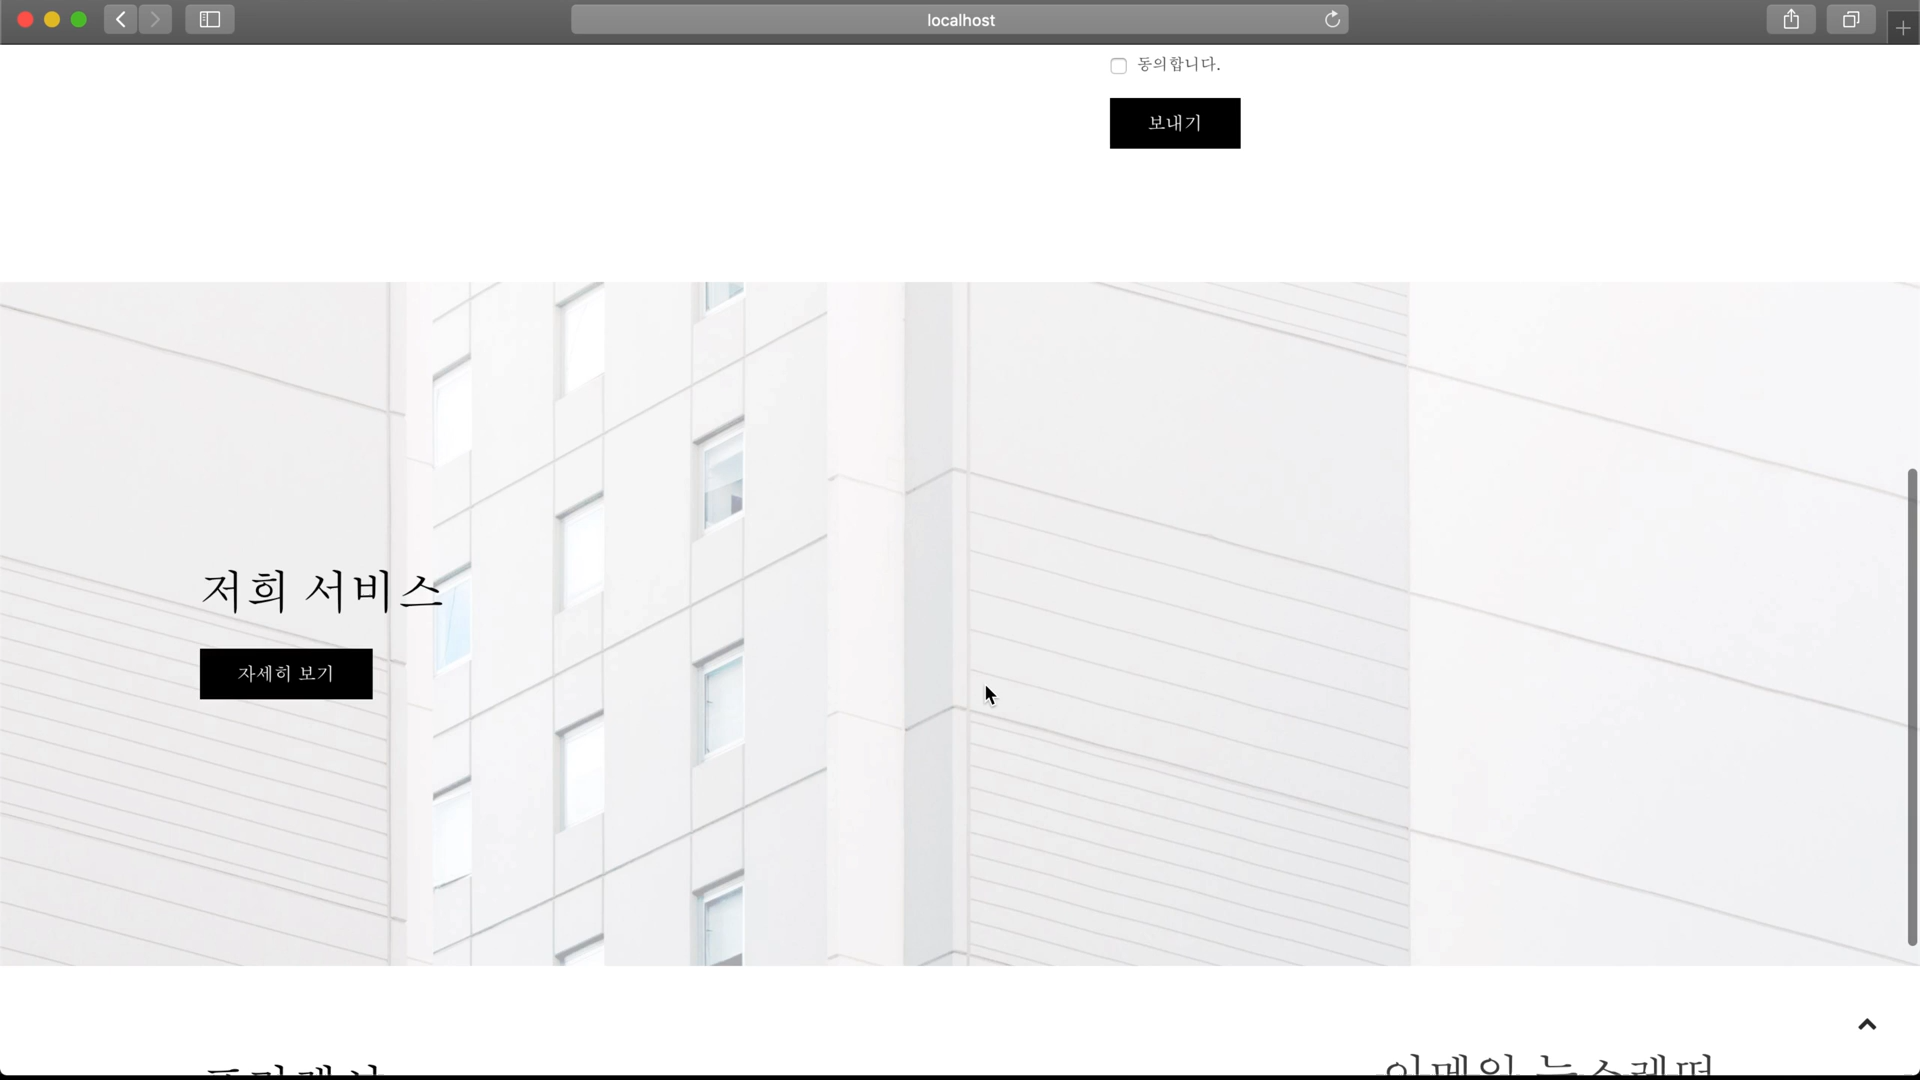 localhost
동의합니다.
보내기
저희 서비스
자세히 보기